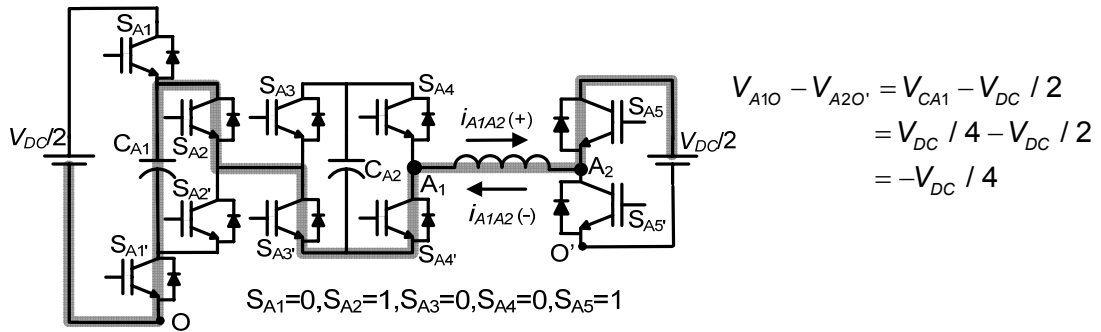 S_A1
V_DC/2
C_A1
S_A2
S_A2'
S_A1'
O
S_A3
S_A3'
C_A2
S_A4
S_A4'
A_1
i_A1A2(+)
i_A1A2(-)
A_2
S_A5
S_A5'
O'
V_DC/2
S_A1=0,S_A2=1,S_A3=0,S_A4=0,S_A5=1
V_A1O − V_A2O' = V_CA1 − V_DC / 2
= V_DC / 4 − V_DC / 2
= −V_DC / 4